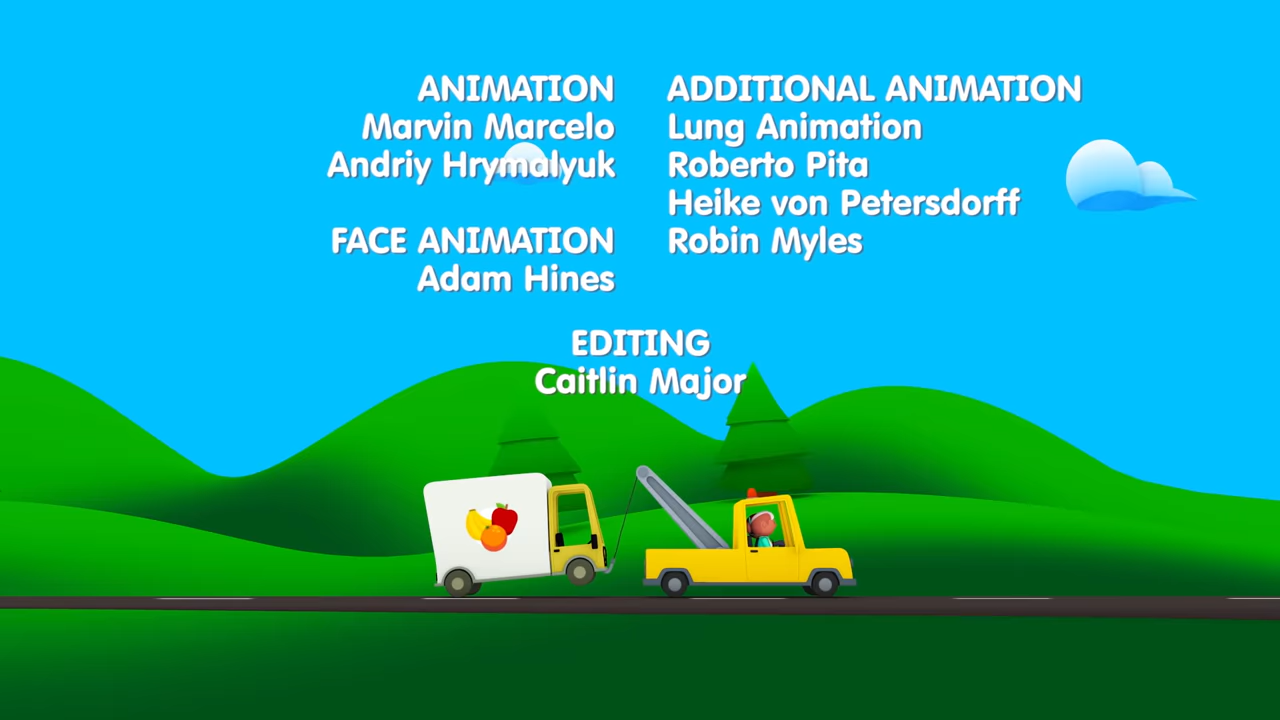 ANIMATION
Marvin Marcelo
Andriy Hrymalyuk
FACE ANIMATION
Adam Hines
ADDITIONAL ANIMATION
Lung Animation
Roberto Pita
Heike von Petersdorff
Robin Myles
EDITING
Caitlin Major